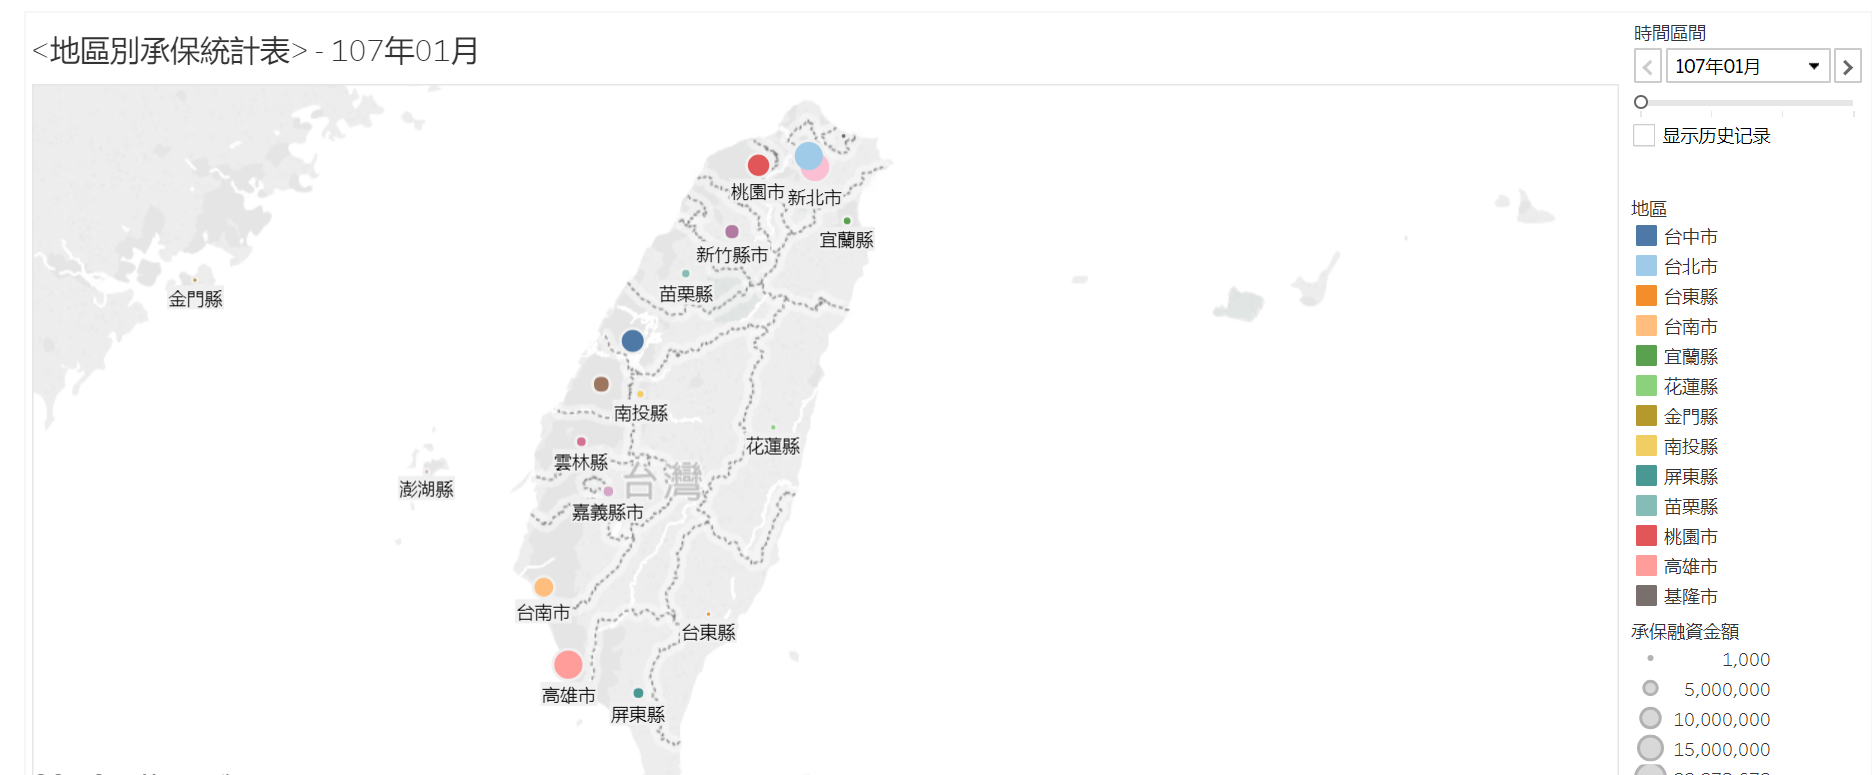 <地區別承保統計表> - 107年01月
時間區間
107年01月
显示历史记录
桃園市
新北市
宜蘭縣
新竹縣市
苗栗縣
金門縣
南投縣
花蓮縣
雲林縣
台灣
澎湖縣
嘉義縣市
台南市
台東縣
高雄市
屏東縣
地區
台中市
台北市
台東縣
台南市
宜蘭縣
花蓮縣
金門縣
南投縣
屏東縣
苗栗縣
桃園市
高雄市
基隆市
承保融資金額
1,000
5,000,000
10,000,000
15,000,000